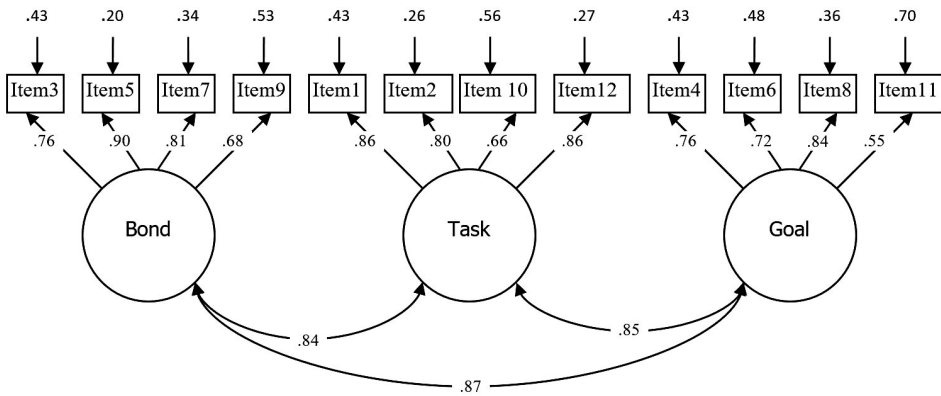 .43 .20 .34 .53 .43 .26 .56 .27 .43 .48 .36 .70
Item3 Item5 Item7 Item9 Item1 Item2 Item 10 Item12 Item4 Item6 Item8 Item11
.76 .90 .81 .68 .86 .80 .66 .86 .76 .72 .84 .55
Bond Task Goal
.84 .85
.87